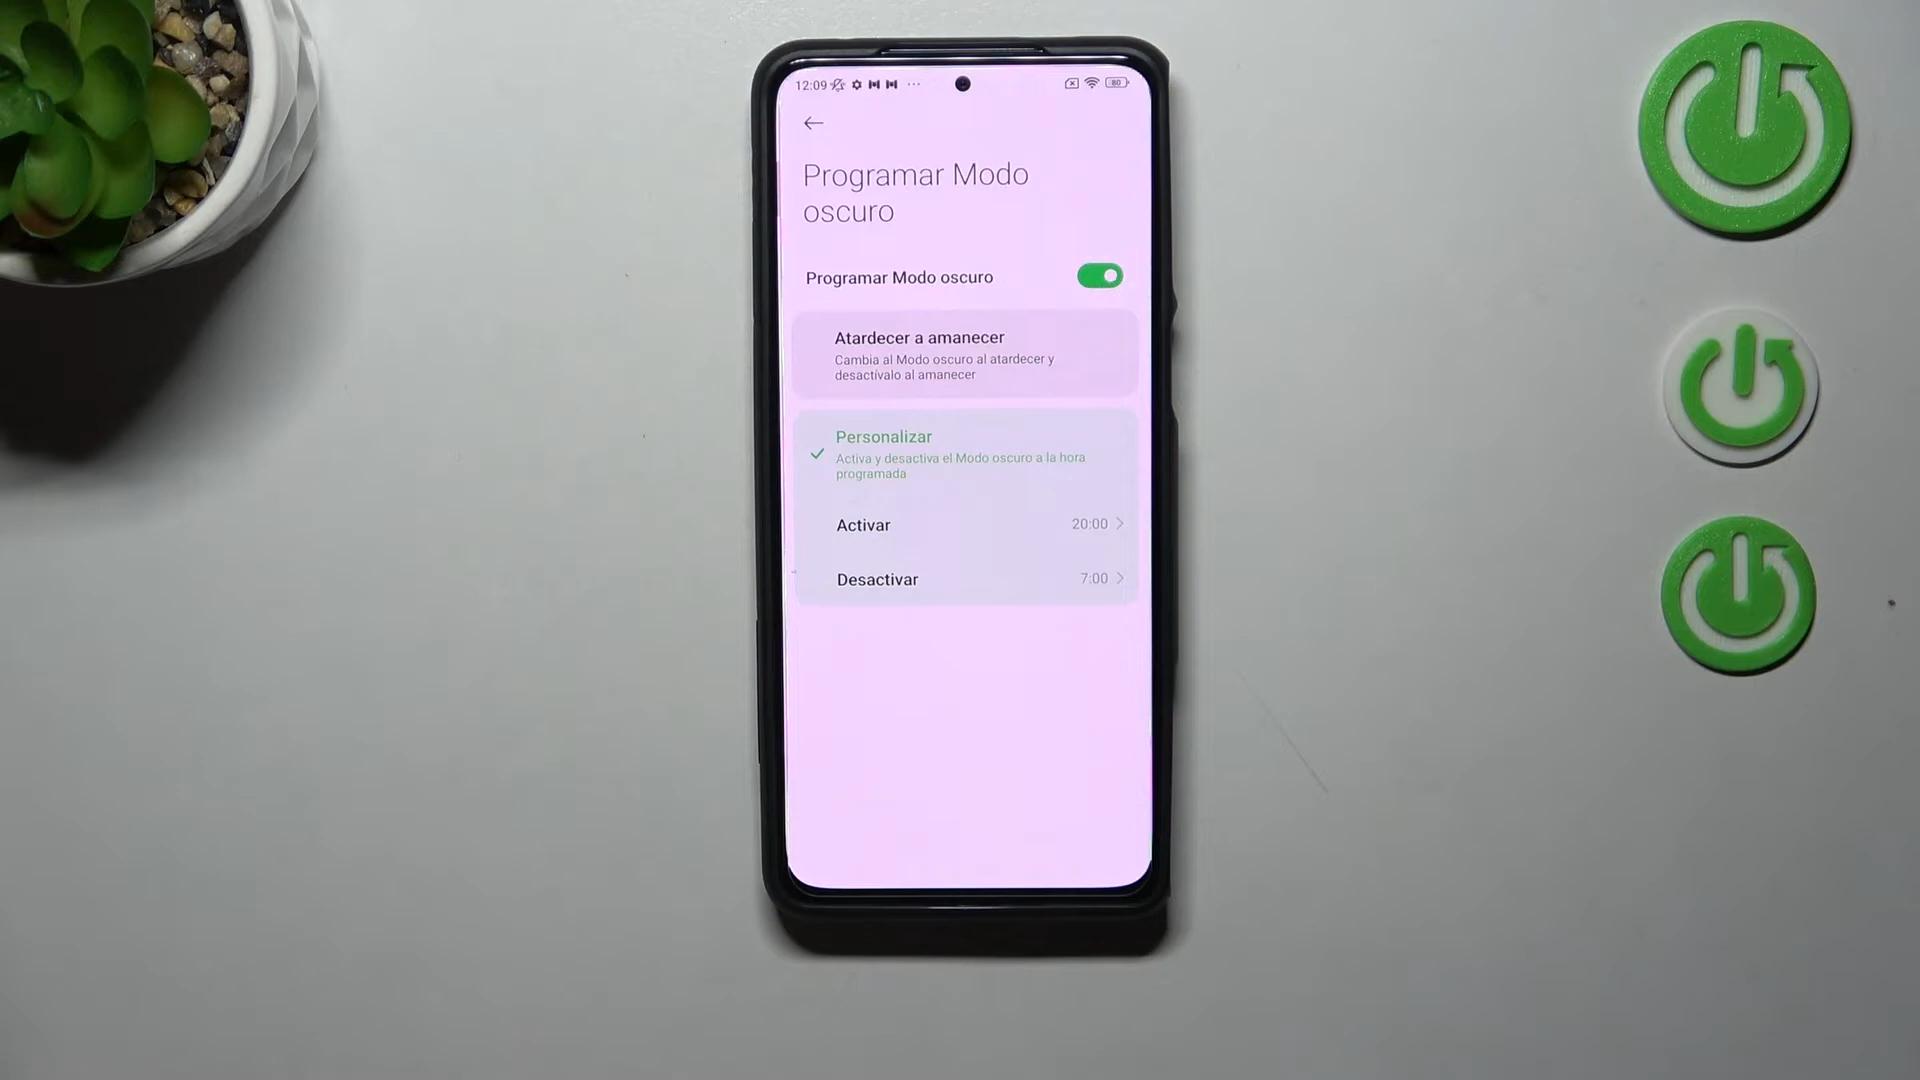 12:09
80
Programar Modo
oscuro
Programar Modo oscuro
Atardecer a amanecer
Cambia al Modo oscuro al atardecer y
desactívalo al amanecer
Personalizar
Activa y desactiva el Modo oscuro a la hora
programada
Activar 20:00
Desactivar 7:00